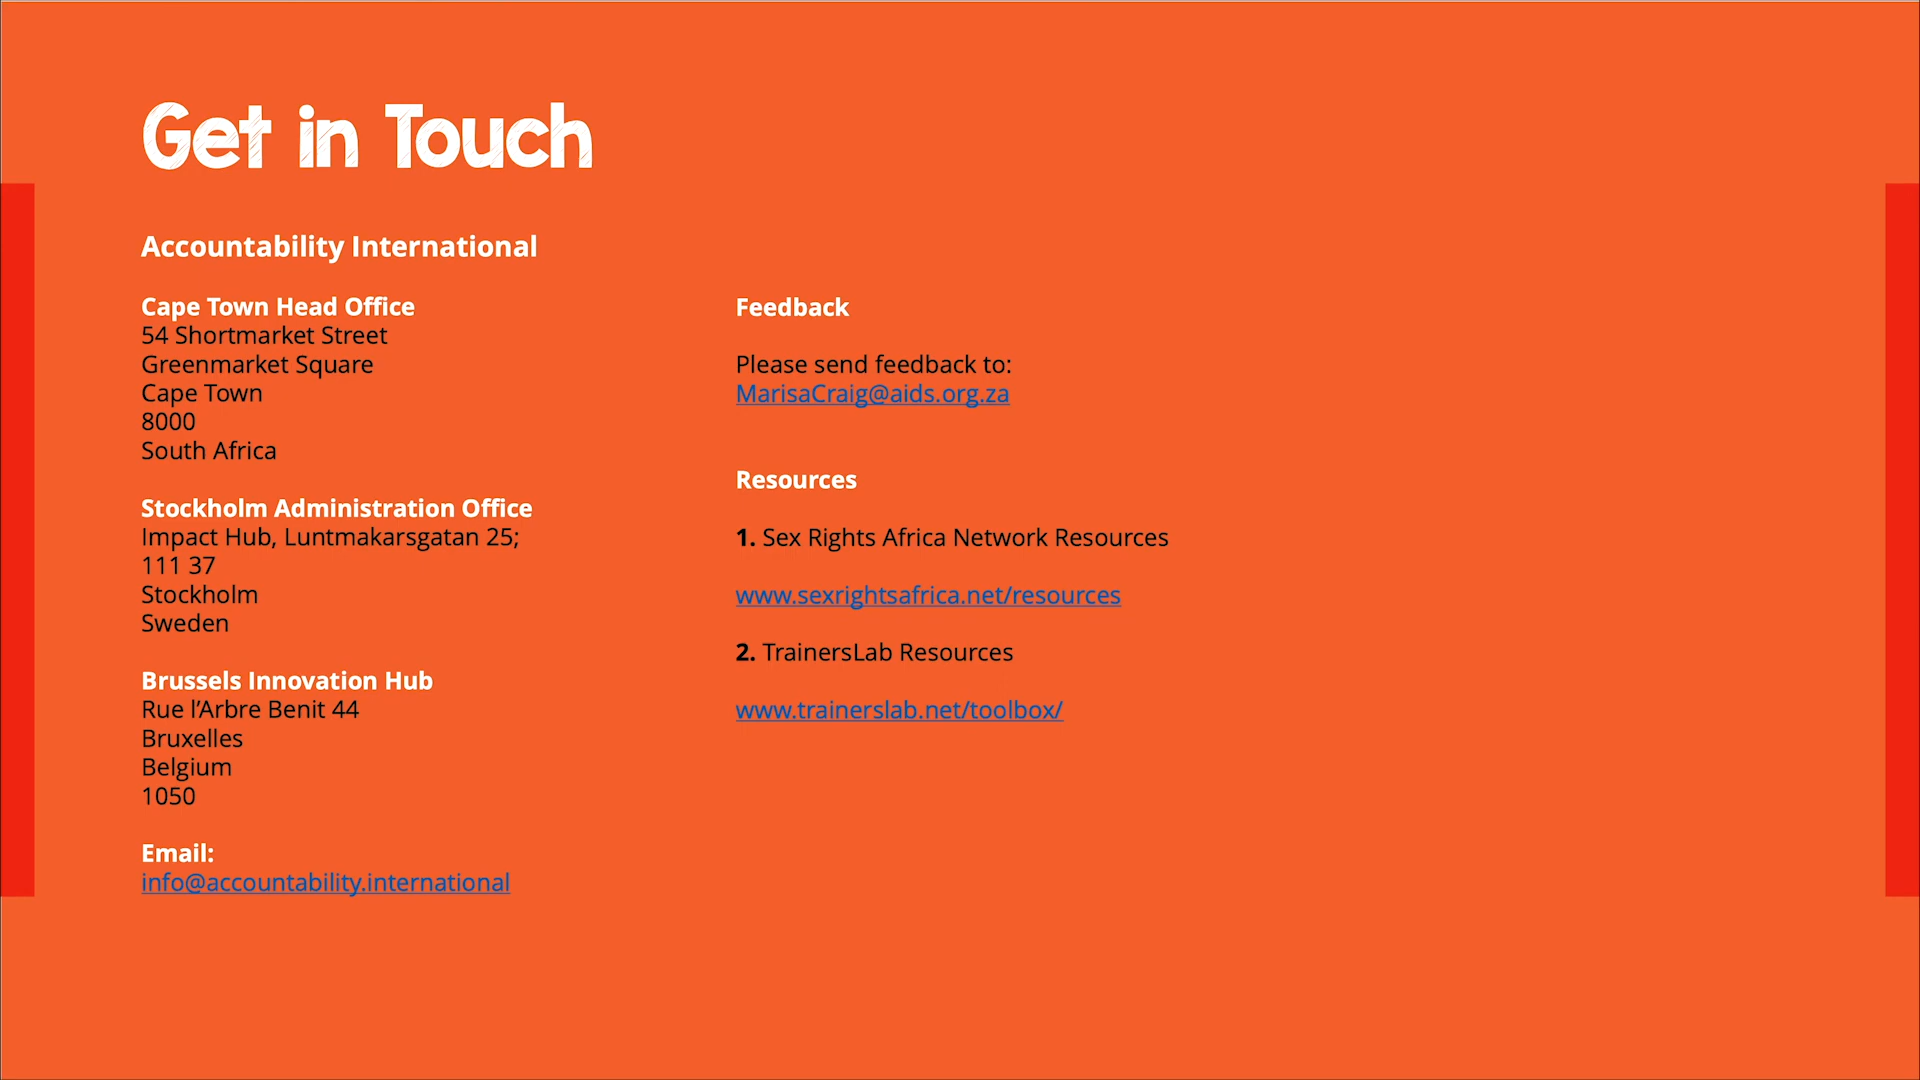 Get in Touch
Accountability International
Cape Town Head Office
54 Shortmarket Street
Greenmarket Square
Cape Town
8000
South Africa
Stockholm Administration Office
Impact Hub, Luntmakarsgatan 25;
111 37
Stockholm
Sweden
Brussels Innovation Hub
Rue l’Arbre Benit 44
Bruxelles
Belgium
1050
Email:
info@accountability.international
Feedback
Please send feedback to:
MarisaCraig@aids.org.za
Resources
1. Sex Rights Africa Network Resources
www.sexrightsafrica.net/resources
2. TrainersLab Resources
www.trainerslab.net/toolbox/